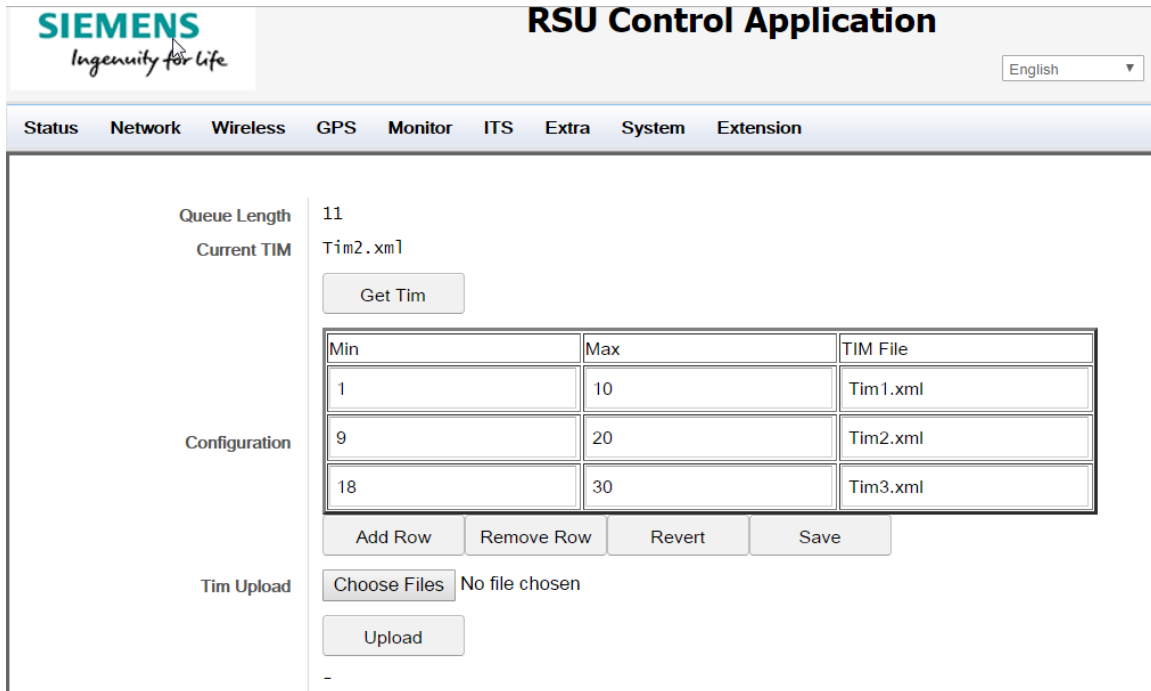 SIEMENS
Ingenuity for life
RSU Control Application
English
Status Network Wireless GPS Monitor ITS Extra System Extension
Queue Length 11
Current TIM Tim2.xml
Get Tim
Min Max TIM File
1 10 Tim1.xml
Configuration 9 20 Tim2.xml
18 30 Tim3.xml
Add Row Remove Row Revert Save
Tim Upload Choose Files No file chosen
Upload